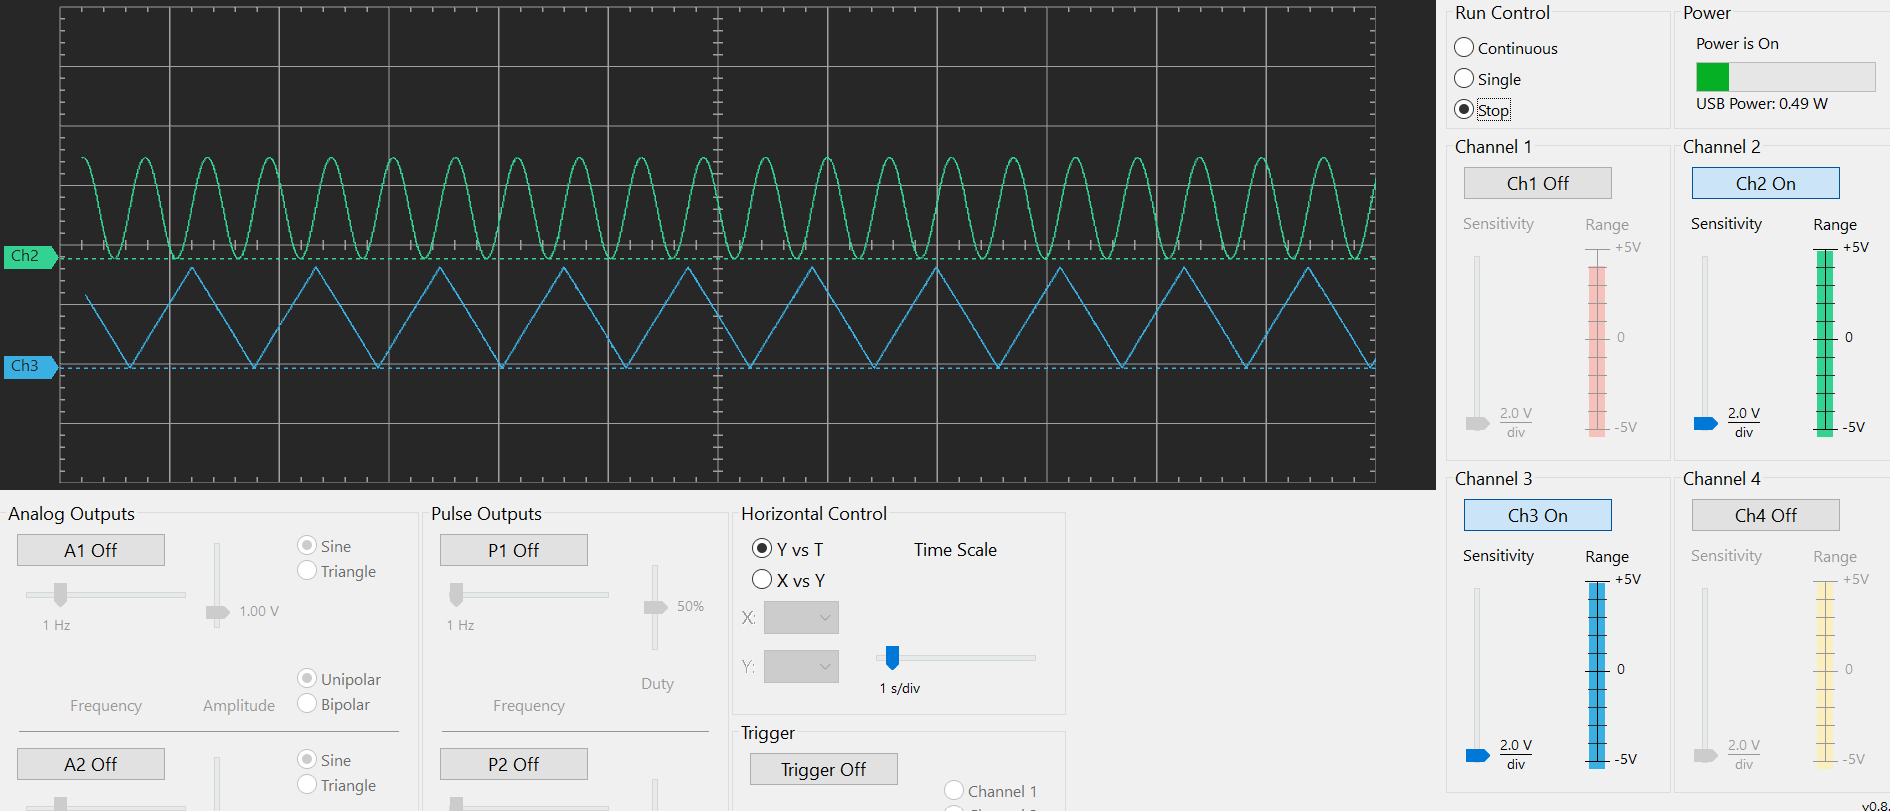 Ch2
Ch3
Run Control
Continuous
Single
Stop
Power
Power is On
USB Power: 0.49 W
Channel 1
Ch1 Off
Sensitivity
Range
+5V
0
-5V
2.0 V
div
Channel 2
Ch2 On
Sensitivity
Range
+5V
0
-5V
2.0 V
div
Channel 3
Ch3 On
Sensitivity
Range
+5V
0
-5V
2.0 V
div
Channel 4
Ch4 Off
Sensitivity
Range
+5V
0
-5V
2.0 V
div
Analog Outputs
A1 Off
Sine
Triangle
1.00 V
1 Hz
Unipolar
Bipolar
Frequency
Amplitude
A2 Off
Sine
Triangle
Pulse Outputs
P1 Off
50%
1 Hz
Duty
Frequency
P2 Off
Horizontal Control
Y vs T
X vs Y
Time Scale
X:
Y:
1 s/div
Trigger
Trigger Off
Channel 1
v0.8.